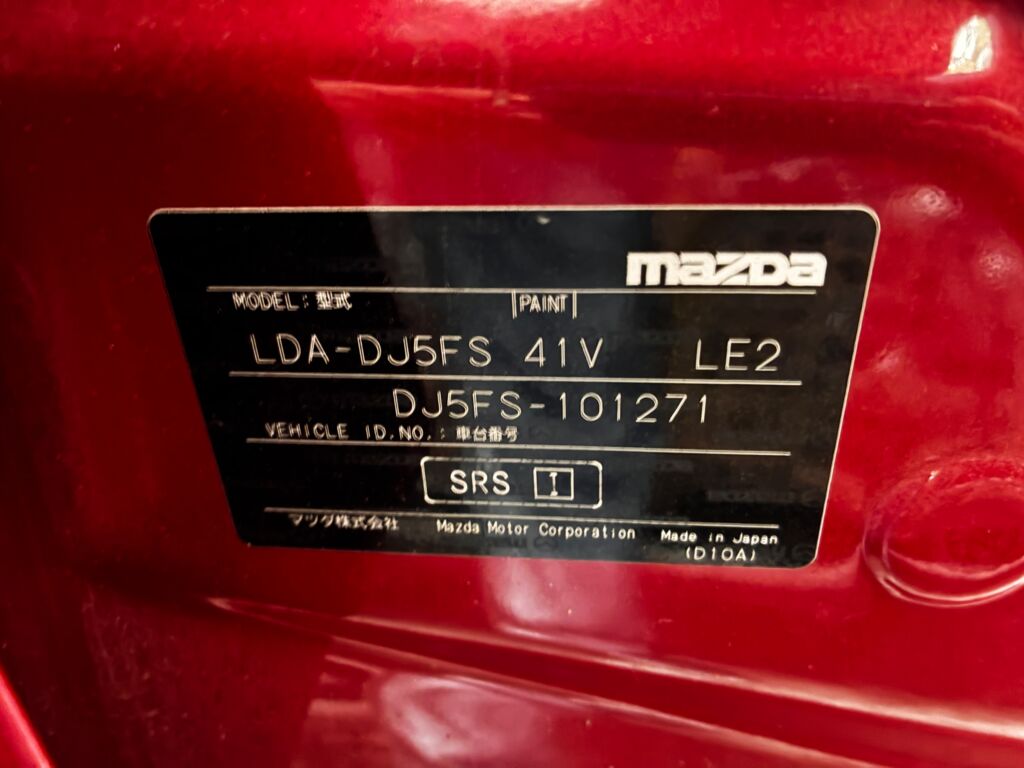 mazda
MODEL : 型式 PAINT
LDA-DJ5FS 41V LE2
DJ5FS-101271
VEHICLE ID.NO. : 車台番号
SRS I
マツダ株式会社 Mazda Motor Corporation Made in Japan
(D10A)